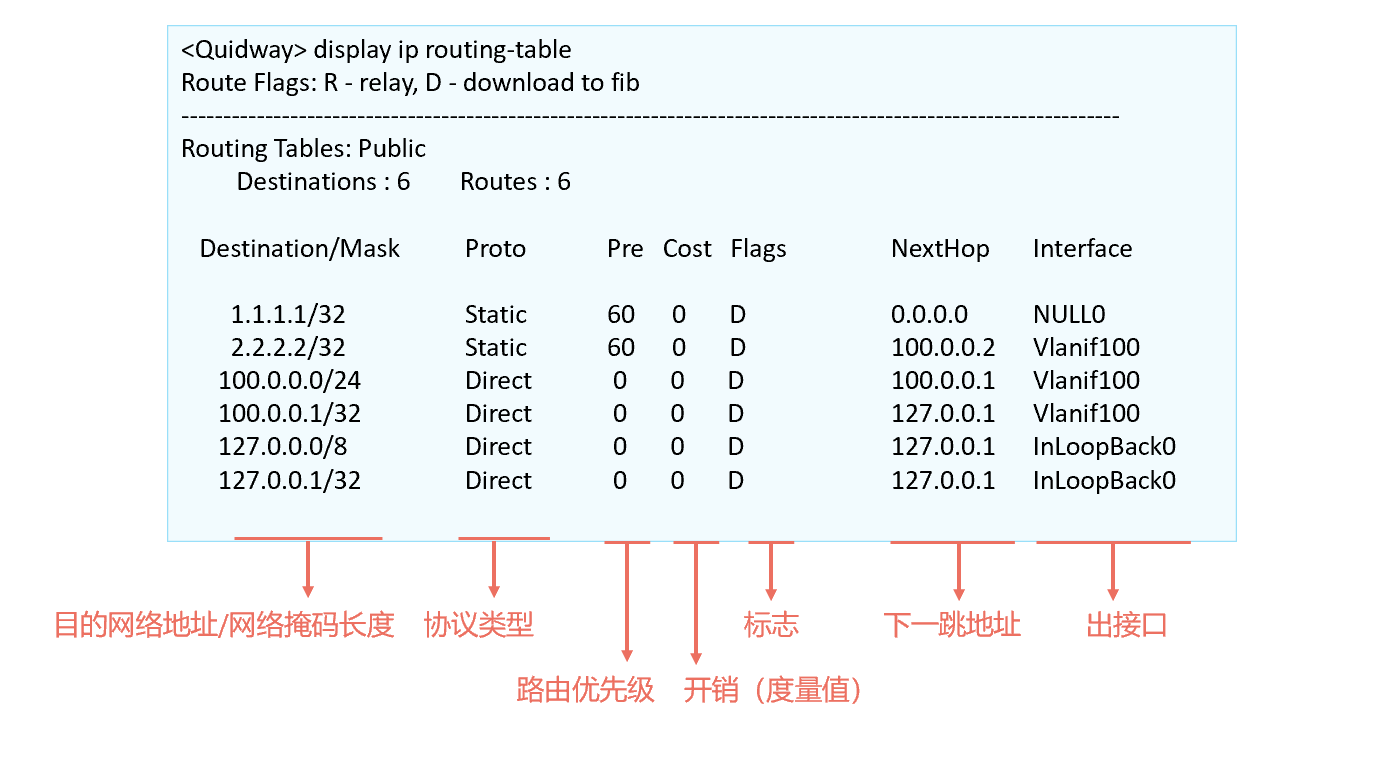 <Quidway> display ip routing-table
Route Flags: R - relay, D - download to fib
------------------------------------------------------------------------------------------------------------------
Routing Tables: Public
Destinations : 6 Routes : 6
Destination/Mask Proto Pre Cost Flags NextHop Interface
1.1.1.1/32 Static 60 0 D 0.0.0.0 NULL0
2.2.2.2/32 Static 60 0 D 100.0.0.2 Vlanif100
100.0.0.0/24 Direct 0 0 D 100.0.0.1 Vlanif100
100.0.0.1/32 Direct 0 0 D 127.0.0.1 Vlanif100
127.0.0.0/8 Direct 0 0 D 127.0.0.1 InLoopBack0
127.0.0.1/32 Direct 0 0 D 127.0.0.1 InLoopBack0
目的网络地址/网络掩码长度 协议类型 标志 下一跳地址 出接口
路由优先级 开销（度量值）